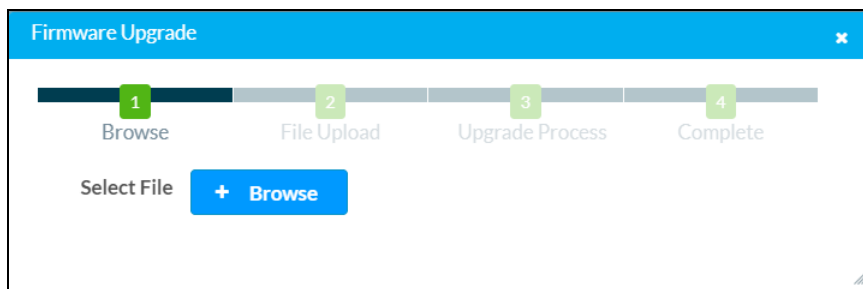 Firmware Upgrade ×
1 2 3 4
Browse File Upload Upgrade Process Complete
Select File + Browse